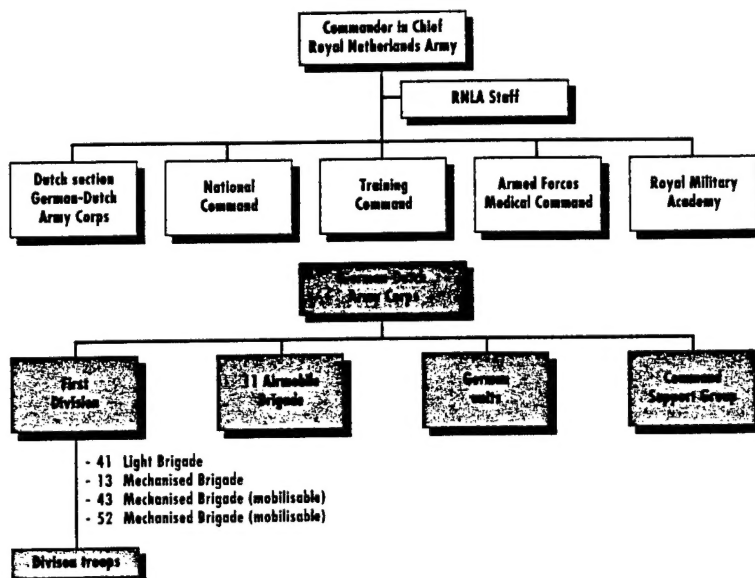 Commander in Chief
Royal Netherlands Army
RNLA Staff
Dutch section
German-Dutch
Army Corps
National
Command
Training
Command
Armed Forces
Medical Command
Royal Military
Academy
German-Dutch
Army Corps
First
Division
11 Airmobile
Brigade
German
units
Command
Support Group
- 41 Light Brigade
- 13 Mechanised Brigade
- 43 Mechanised Brigade (mobilisable)
- 52 Mechanised Brigade (mobilisable)
Divison troops